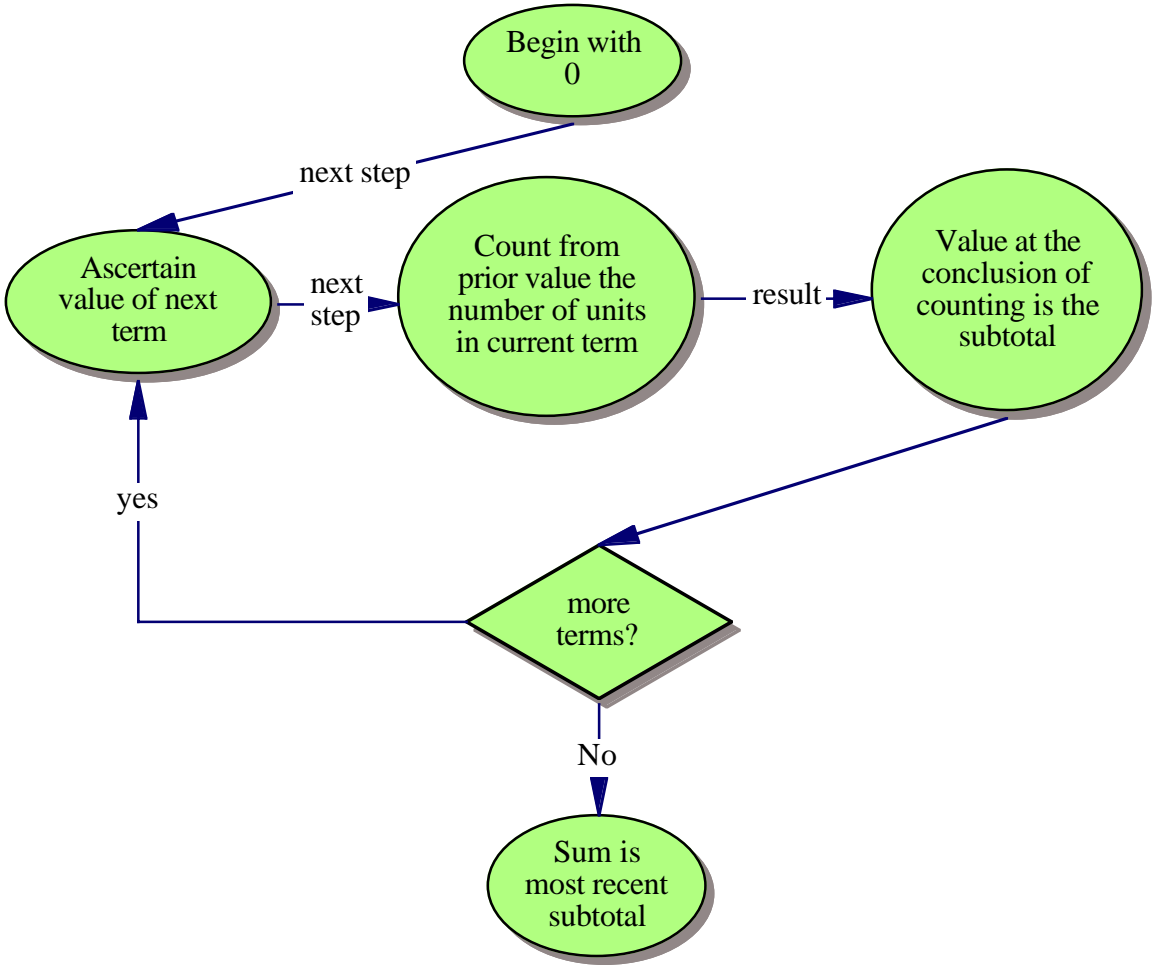 Begin with
0
next step
Ascertain
value of next
term
next
step
Count from
prior value the
number of units
in current term
result
Value at the
conclusion of
counting is the
subtotal
yes
more
terms?
No
Sum is
most recent
subtotal